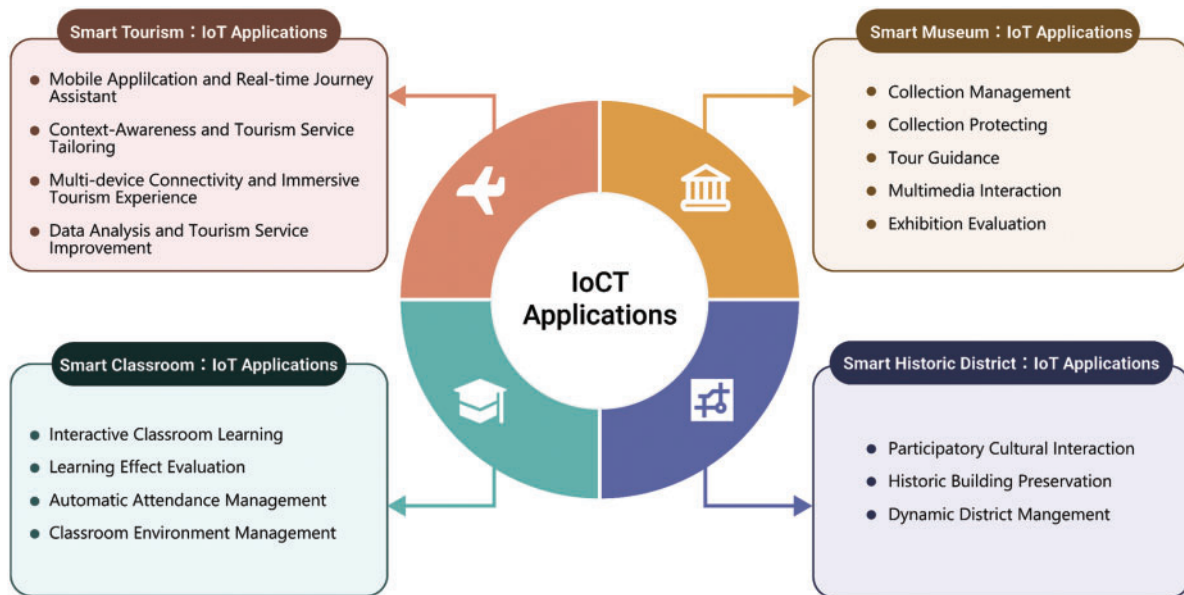 Smart Tourism：IoT Applications
Mobile Applilcation and Real-time Journey
Assistant
Context-Awareness and Tourism Service
Tailoring
Multi-device Connectivity and Immersive
Tourism Experience
Data Analysis and Tourism Service
Improvement
Smart Museum：IoT Applications
Collection Management
Collection Protecting
Tour Guidance
Multimedia Interaction
Exhibition Evaluation
IoCT
Applications
Smart Classroom：IoT Applications
Interactive Classroom Learning
Learning Effect Evaluation
Automatic Attendance Management
Classroom Environment Management
Smart Historic District：IoT Applications
Participatory Cultural Interaction
Historic Building Preservation
Dynamic District Mangement